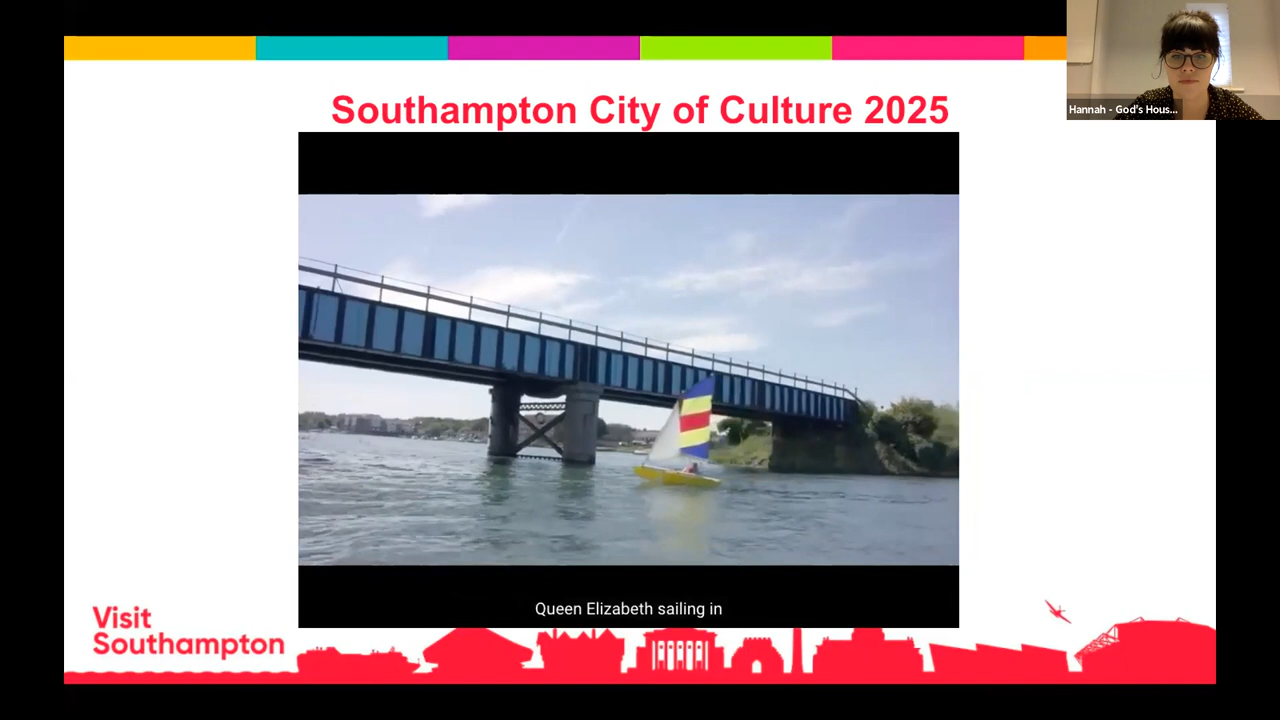 Southampton City of Culture 2025
Hannah - God's Hous...
Queen Elizabeth sailing in
Visit
Southampton